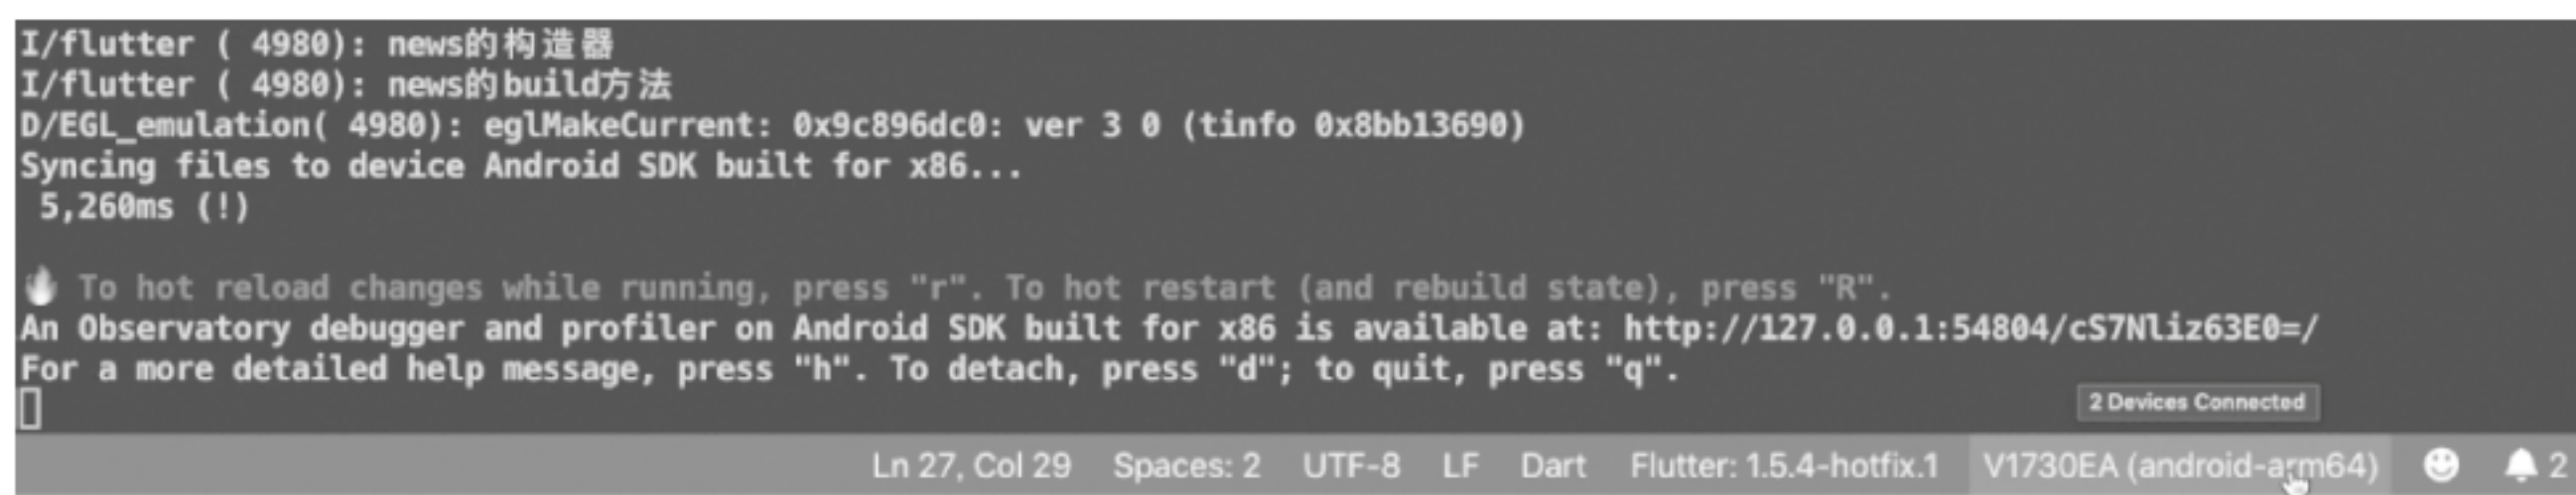 I/flutter ( 4980): news的构造器
I/flutter ( 4980): news的build方法
D/EGL_emulation( 4980): eglMakeCurrent: 0x9c896dc0: ver 3 0 (tinfo 0x8bb13690)
Syncing files to device Android SDK built for x86...
 5,260ms (!)
🔥 To hot reload changes while running, press "r". To hot restart (and rebuild state), press "R".
An Observatory debugger and profiler on Android SDK built for x86 is available at: http://127.0.0.1:54804/cS7Nliz63E0=/
For a more detailed help message, press "h". To detach, press "d"; to quit, press "q".
2 Devices Connected
Ln 27, Col 29 Spaces: 2 UTF-8 LF Dart Flutter: 1.5.4-hotfix.1 V1730EA (android-arm64) 2